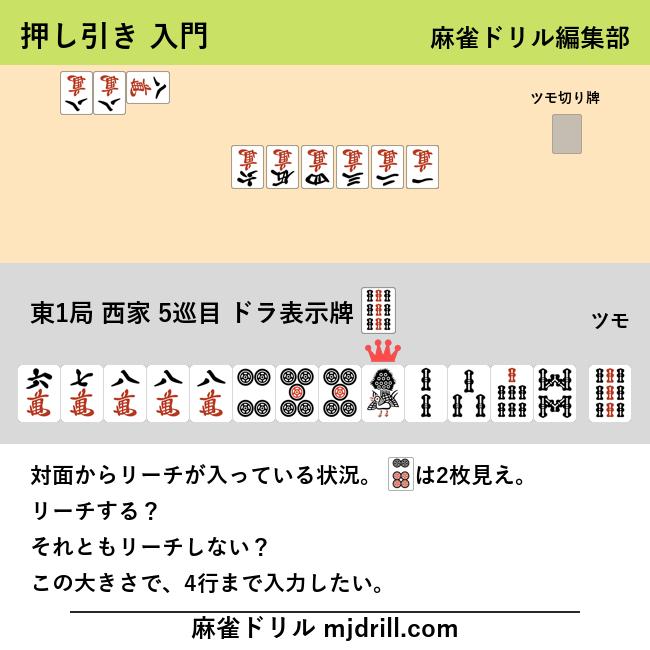 押し引き 入門
麻雀ドリル編集部
ツモ切り牌
東1局 西家 5巡目 ドラ表示牌
ツモ
六萬 七萬 八萬 八萬 八萬
対面からリーチが入っている状況。 は2枚見え。
リーチする？
それともリーチしない？
この大きさで、4行まで入力したい。
麻雀ドリル mjdrill.com